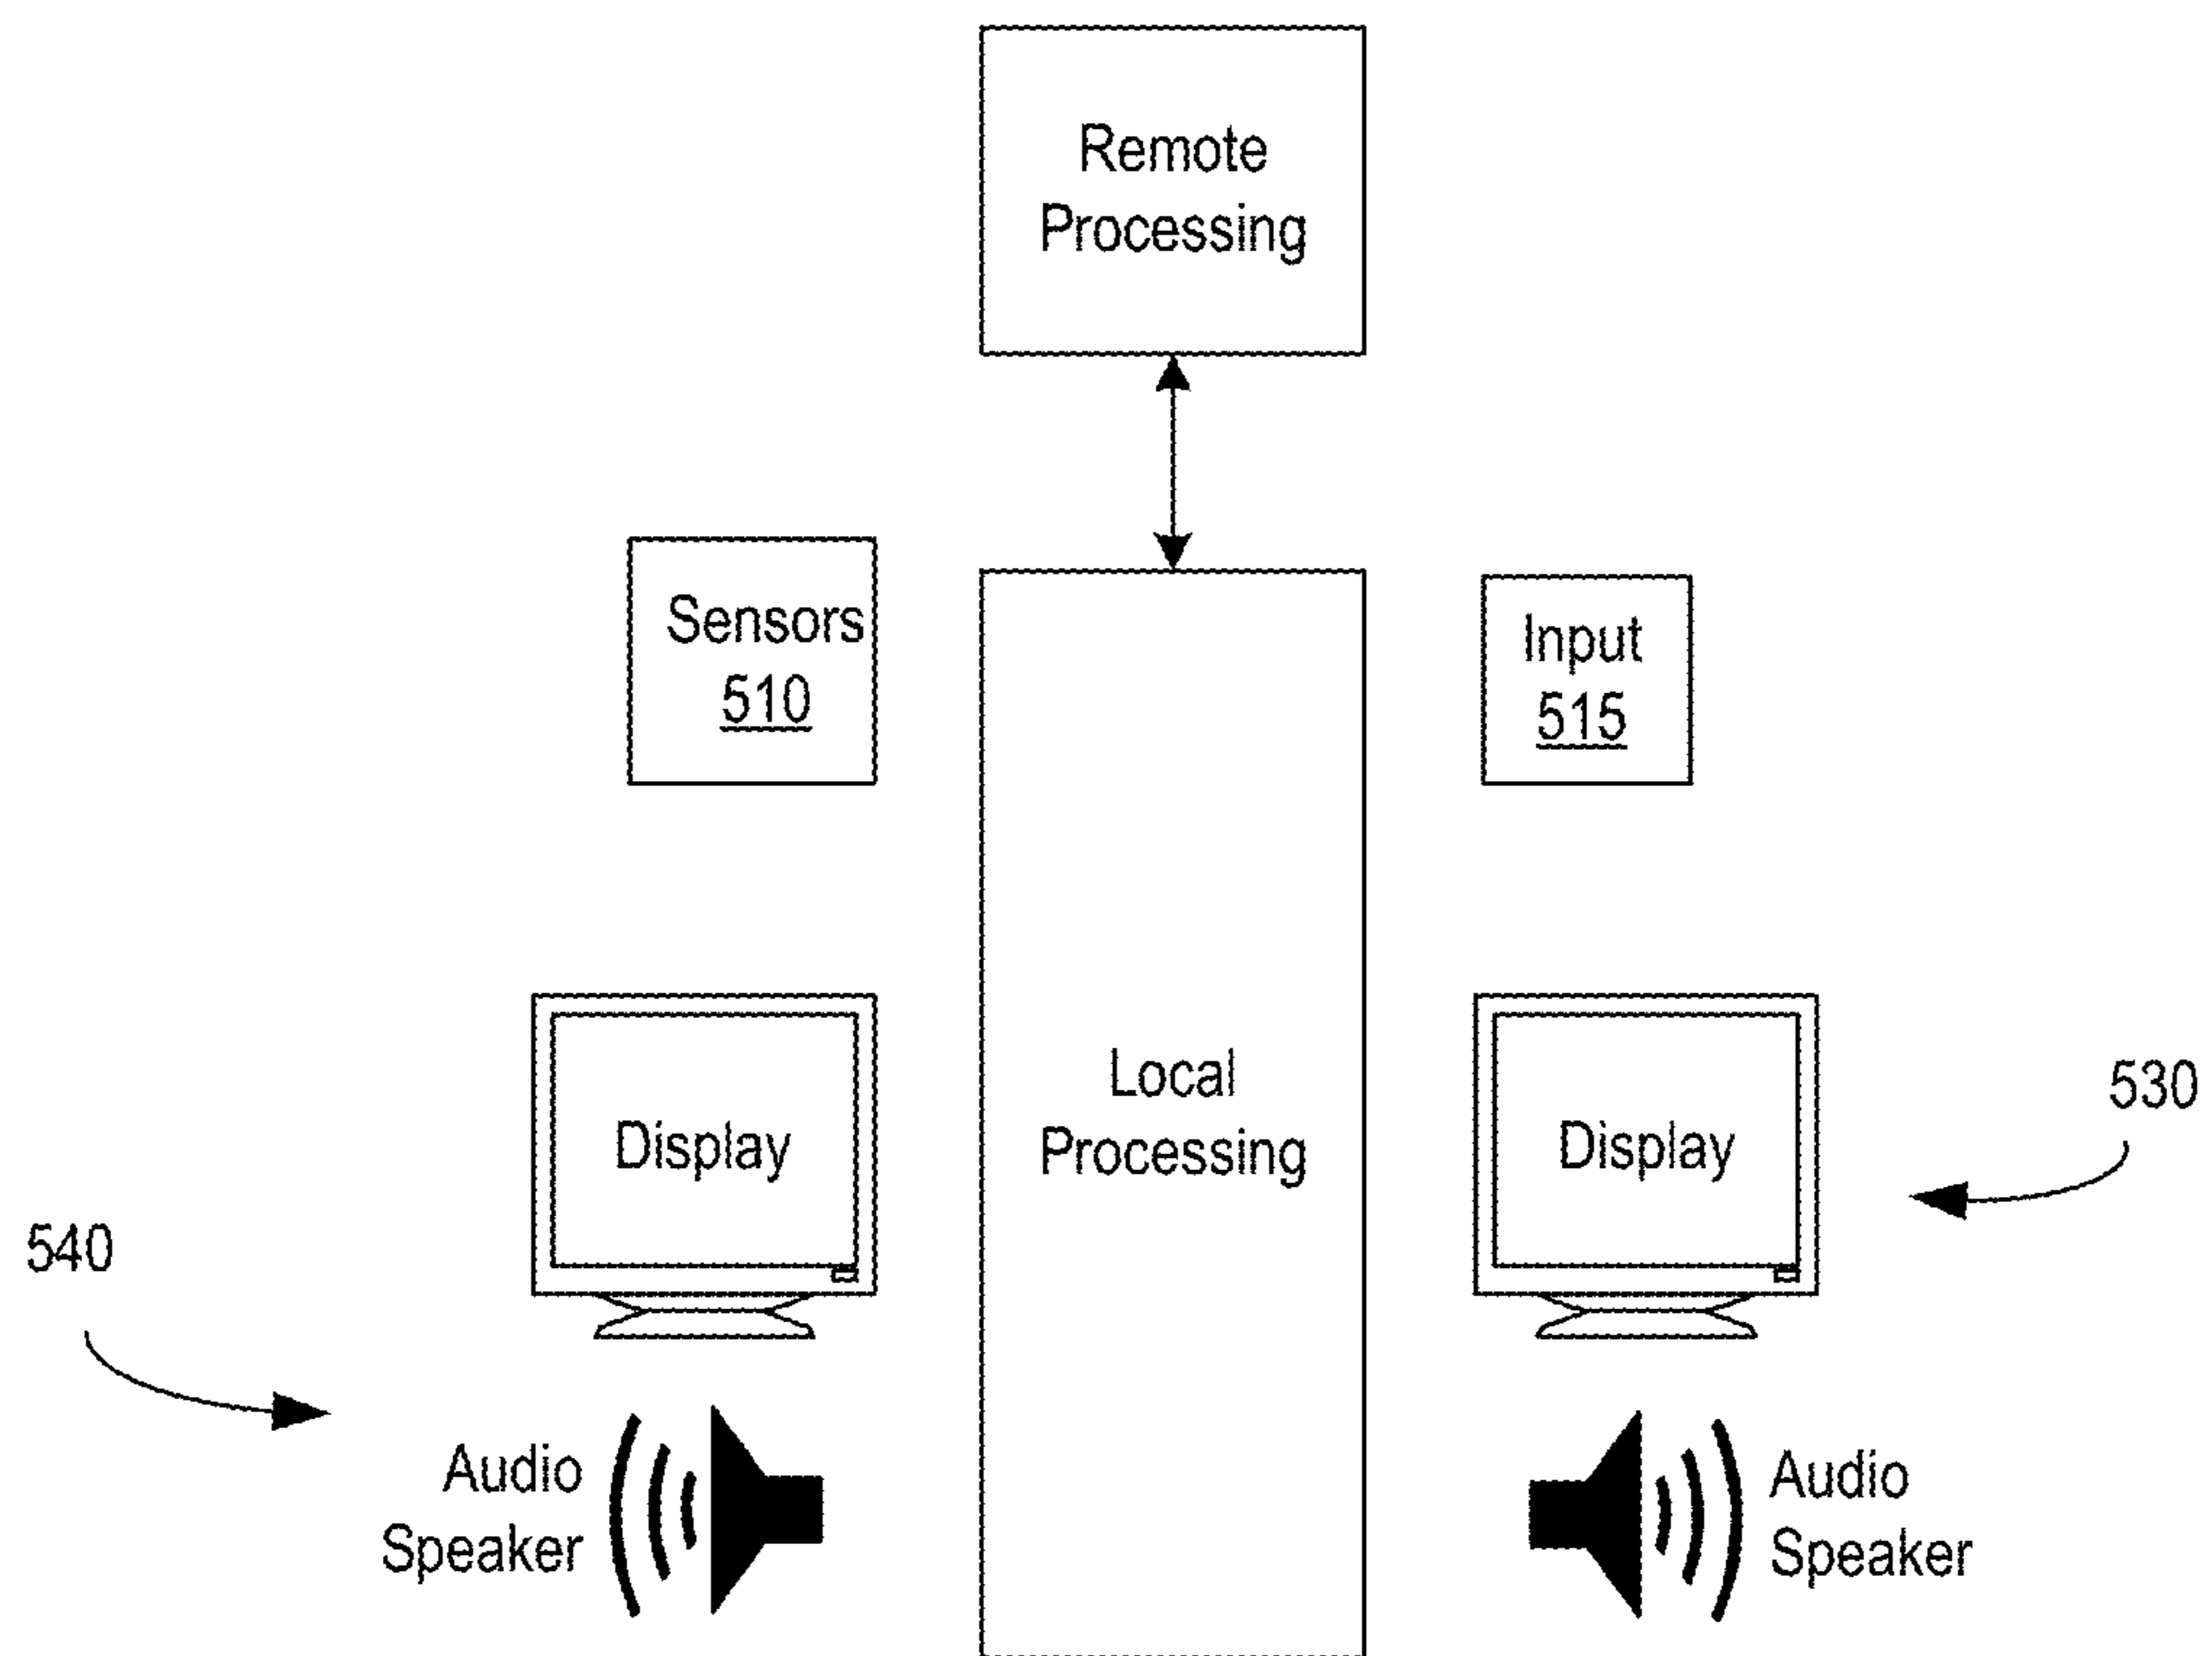 Remote
Processing
Sensors
510
Input
515
Local
Processing
Display
Display
530
540
Audio
Speaker
Audio
Speaker